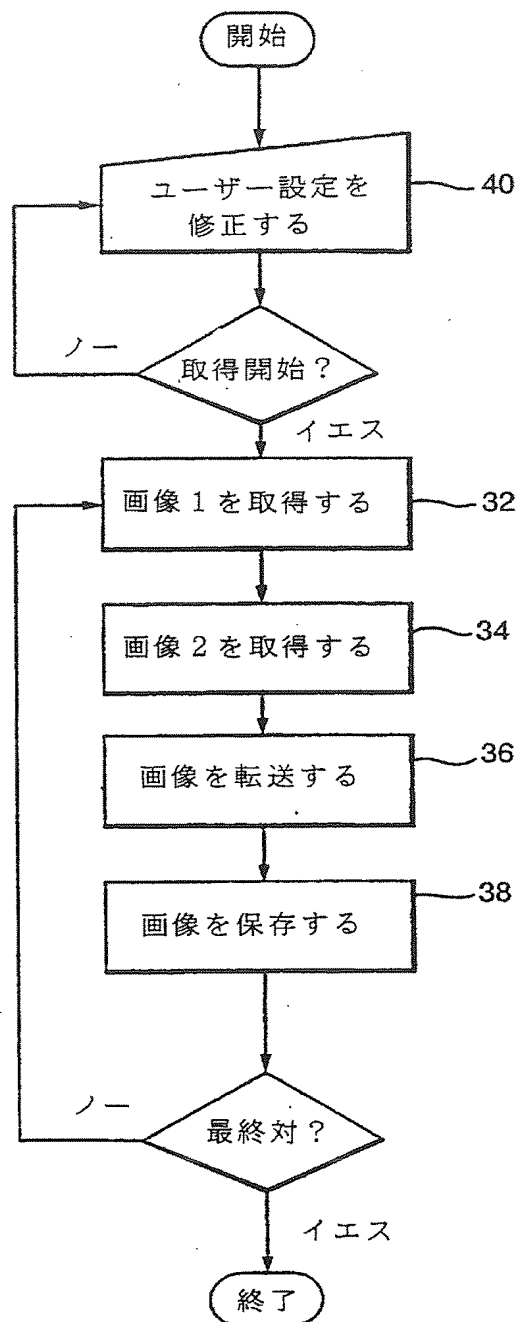 開始
ユーザー設定を
修正する
40
ノー
取得開始？
イエス
画像１を取得する
32
画像２を取得する
34
画像を転送する
36
画像を保存する
38
ノー
最終対？
イエス
終了